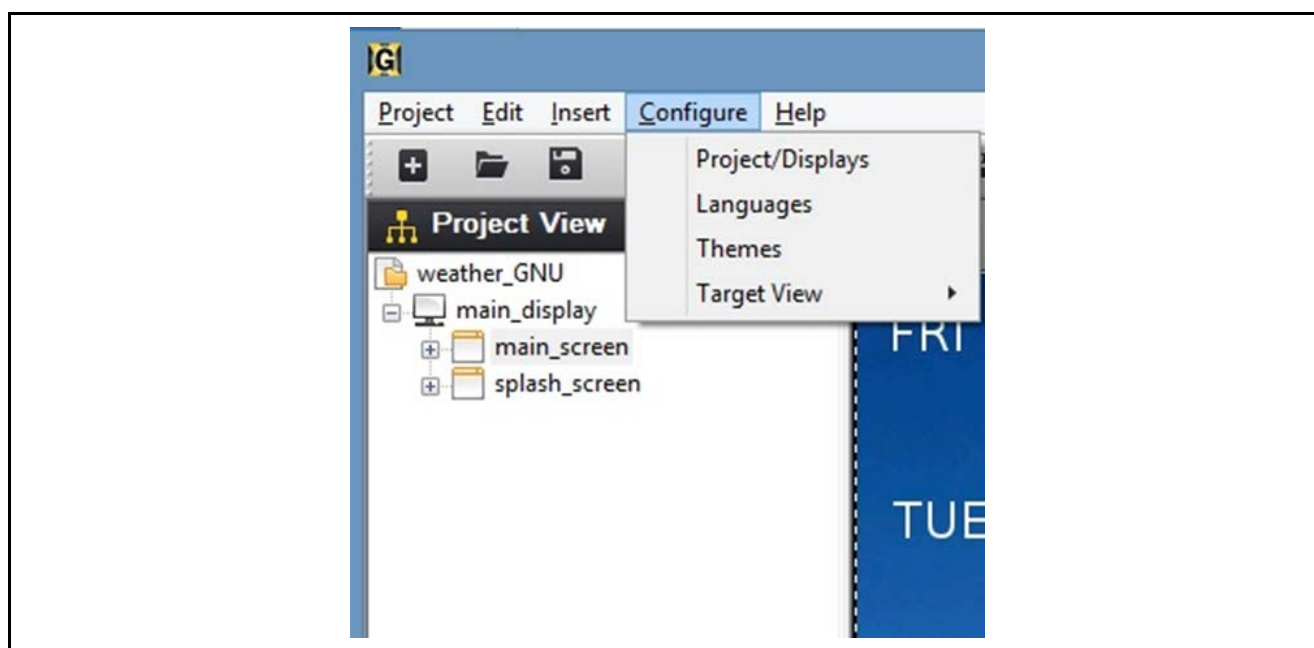 G
Project Edit Insert Configure Help
Project/Displays
Languages
Themes
Target View
Project View
weather_GNU
main_display
main_screen
splash_screen
FRI
TUE